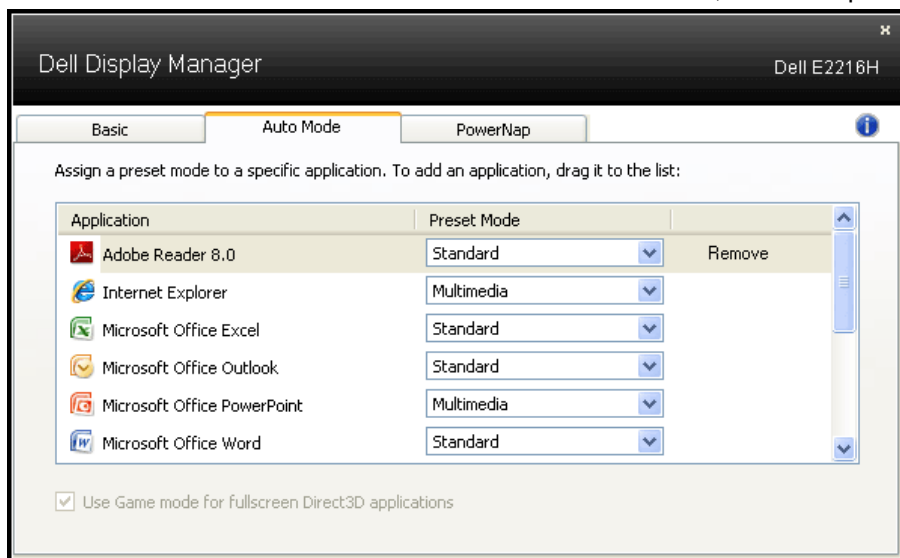 Dell Display Manager
Dell E2216H
Basic
Auto Mode
PowerNap
Assign a preset mode to a specific application. To add an application, drag it to the list:
Application Preset Mode
Adobe Reader 8.0 Standard Remove
Internet Explorer Multimedia
Microsoft Office Excel Standard
Microsoft Office Outlook Standard
Microsoft Office PowerPoint Multimedia
Microsoft Office Word Standard
Use Game mode for fullscreen Direct3D applications